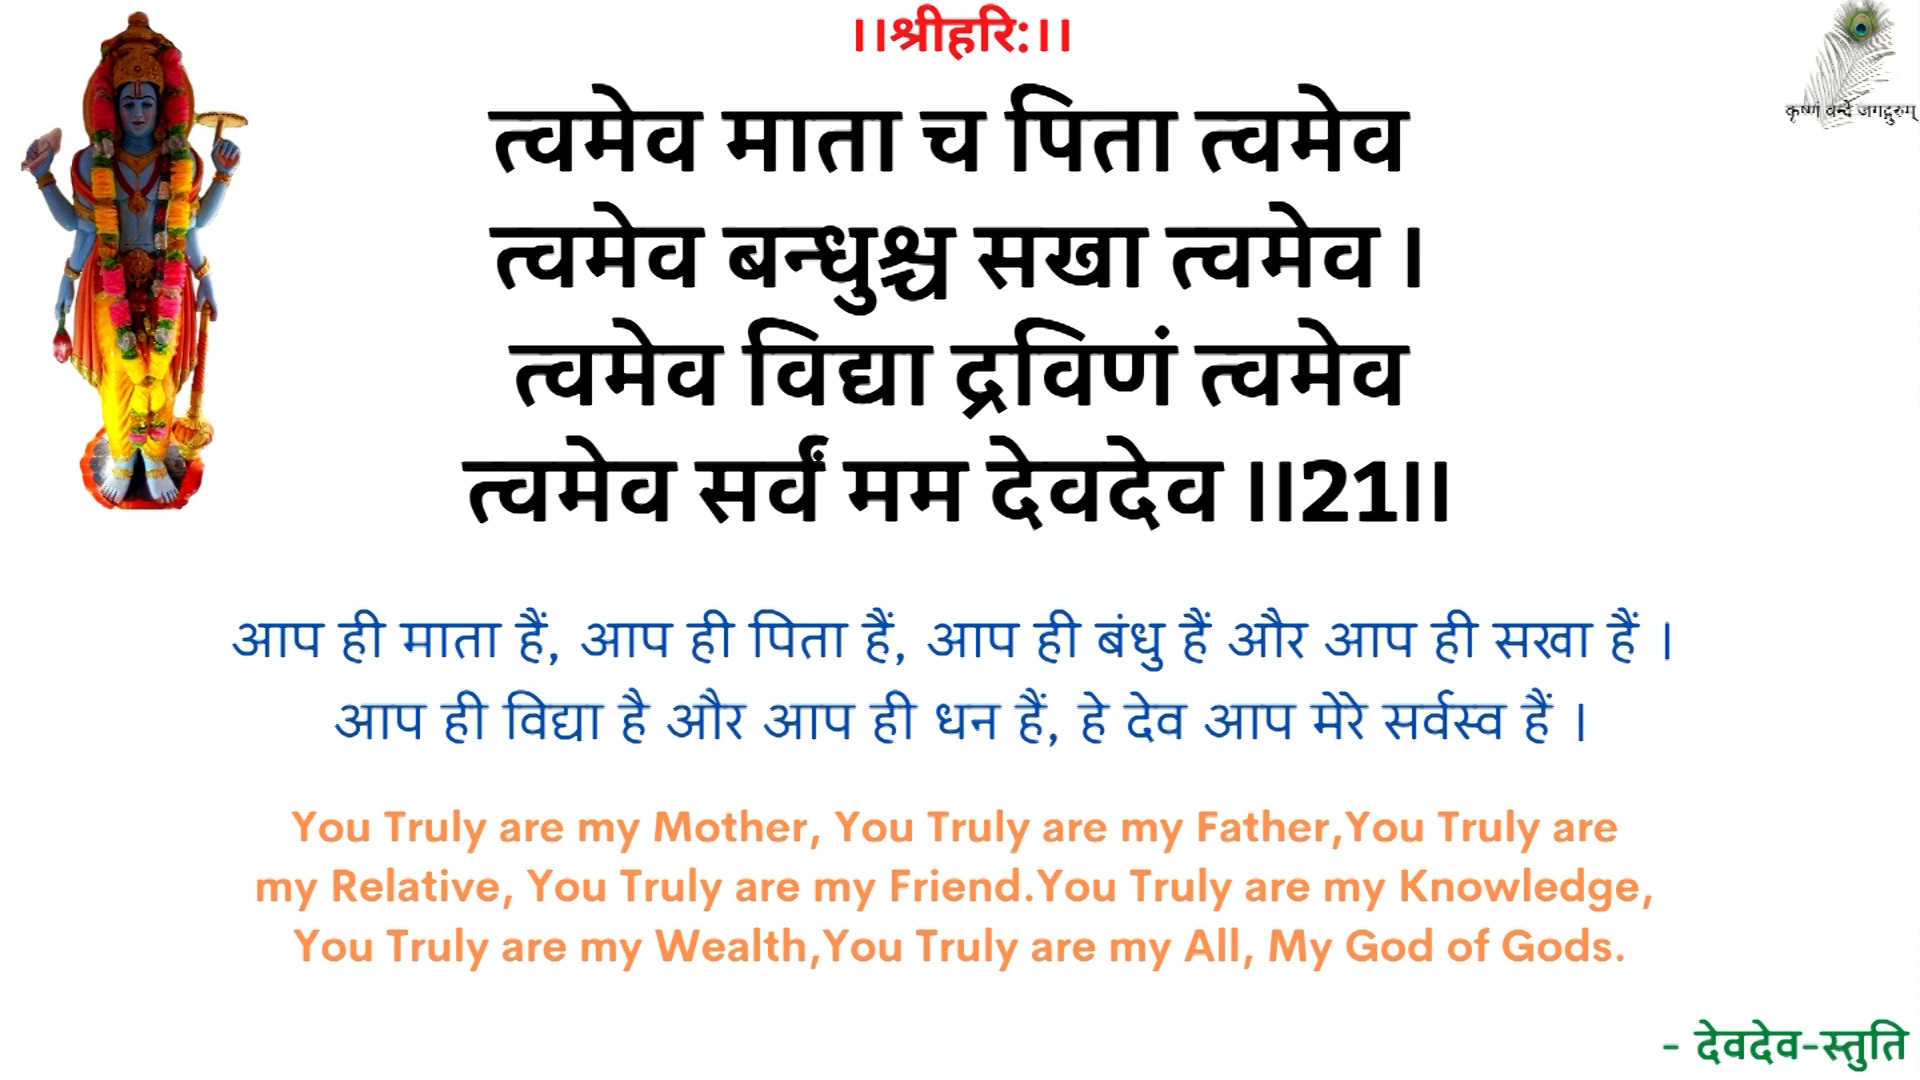 ।।श्रीहरि:।।
कृष्णं वन्दे जगद्गुरुम्
त्वमेव माता च पिता त्वमेव
त्वमेव बन्धुश्च सखा त्वमेव ।
त्वमेव विद्या द्रविणं त्वमेव
त्वमेव सर्वं मम देवदेव ।।21।।
आप ही माता हैं, आप ही पिता हैं, आप ही बंधु हैं और आप ही सखा हैं ।
आप ही विद्या है और आप ही धन हैं, हे देव आप मेरे सर्वस्व हैं ।
You Truly are my Mother, You Truly are my Father,You Truly are
my Relative, You Truly are my Friend.You Truly are my Knowledge,
You Truly are my Wealth,You Truly are my All, My God of Gods.
- देवदेव-स्तुति